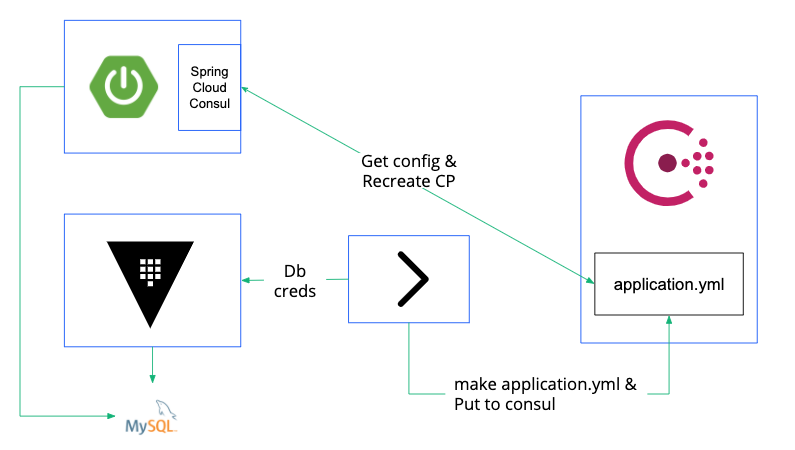 Spring
Cloud
Consul
Get config &
Recreate CP
application.yml
Db
creds
make application.yml &
Put to consul
MySQL